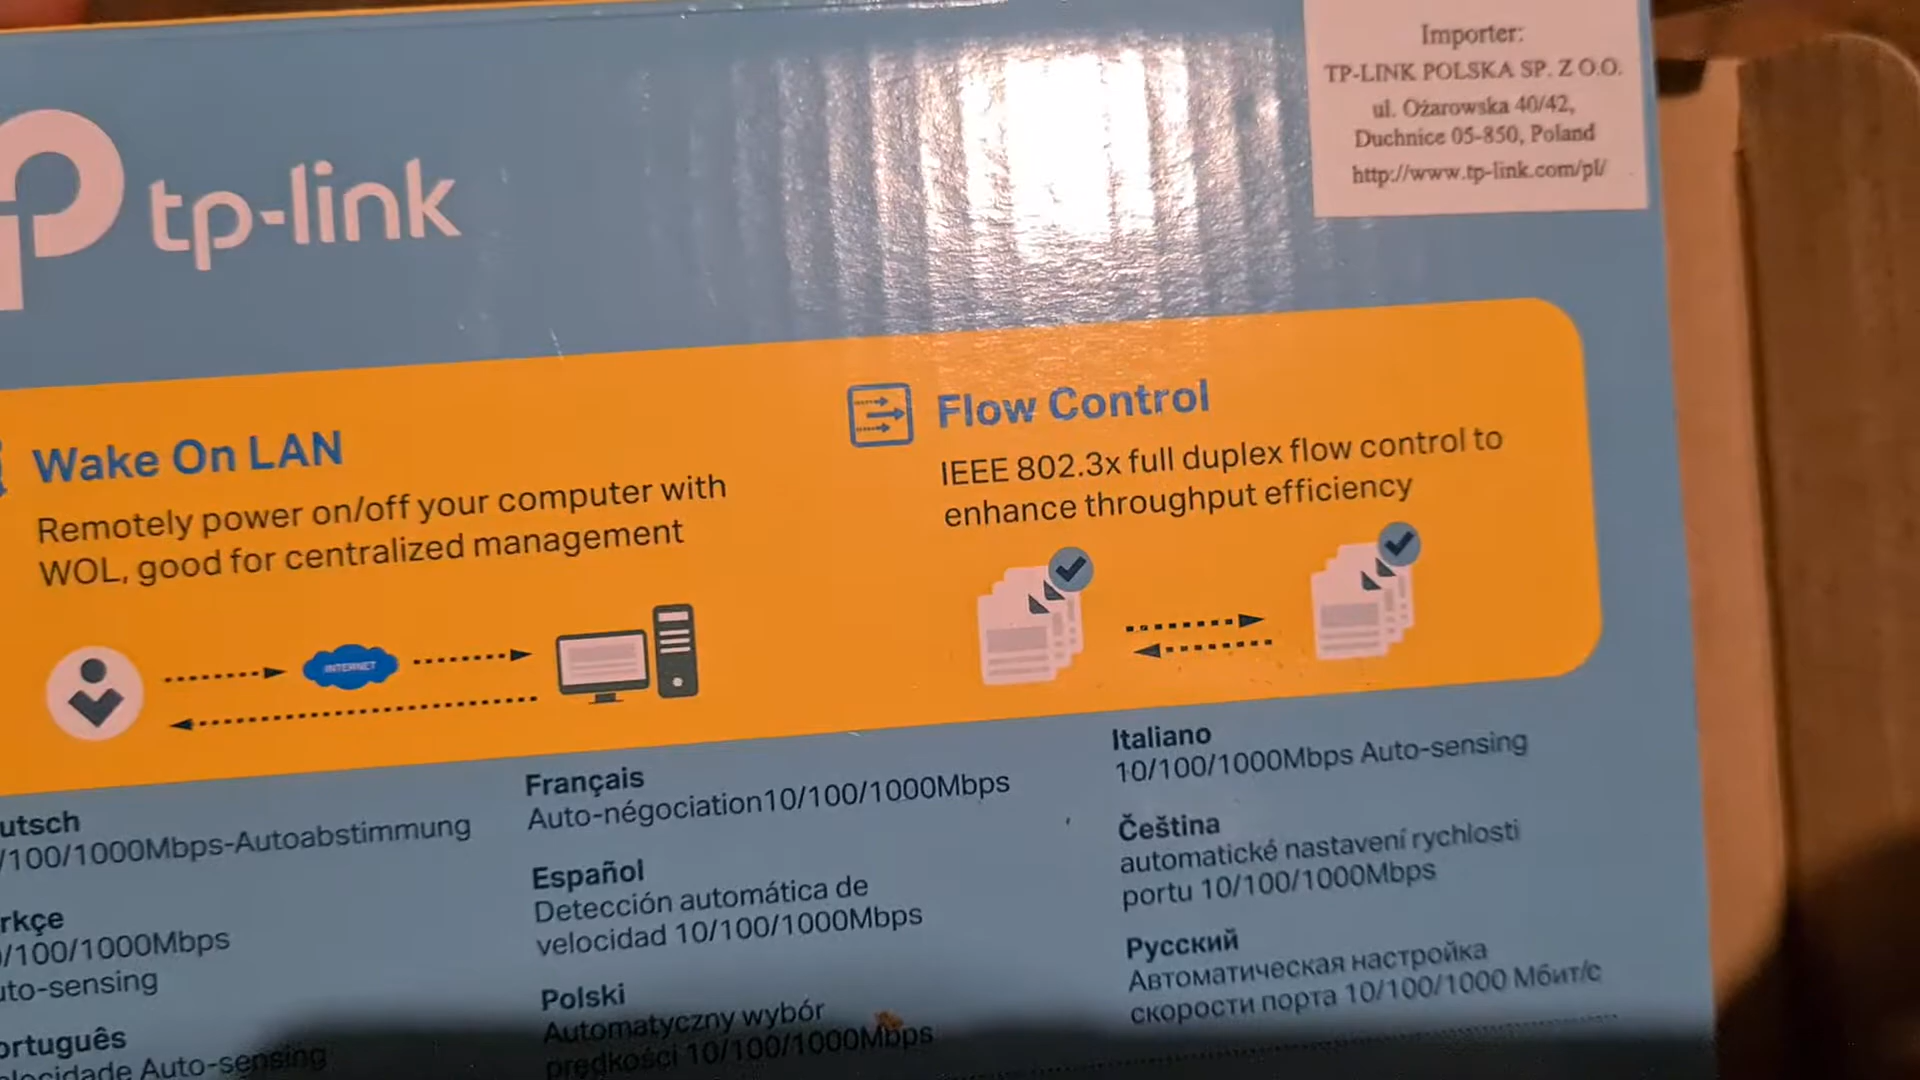 Importer:
TP-LINK POLSKA SP. Z O.O.
ul. Ożarowska 40/42,
Duchnice 05-850, Poland
http://www.tp-link.com/pl/
tp-link
Wake On LAN
Remotely power on/off your computer with
WOL, good for centralized management
INTERNET
Flow Control
IEEE 802.3x full duplex flow control to
enhance throughput efficiency
utsch
/100/1000Mbps-Autoabstimmung
rkçe
/100/1000Mbps
uto-sensing
ortuguês
locidade Auto-sensing
Français
Auto-négociation10/100/1000Mbps
Español
Detección automática de
velocidad 10/100/1000Mbps
Polski
Automatyczny wybór
prędkości 10/100/1000Mbps
Italiano
10/100/1000Mbps Auto-sensing
Čeština
automatické nastavení rychlosti
portu 10/100/1000Mbps
Русский
Автоматическая настройка
скорости порта 10/100/1000 Мбит/с